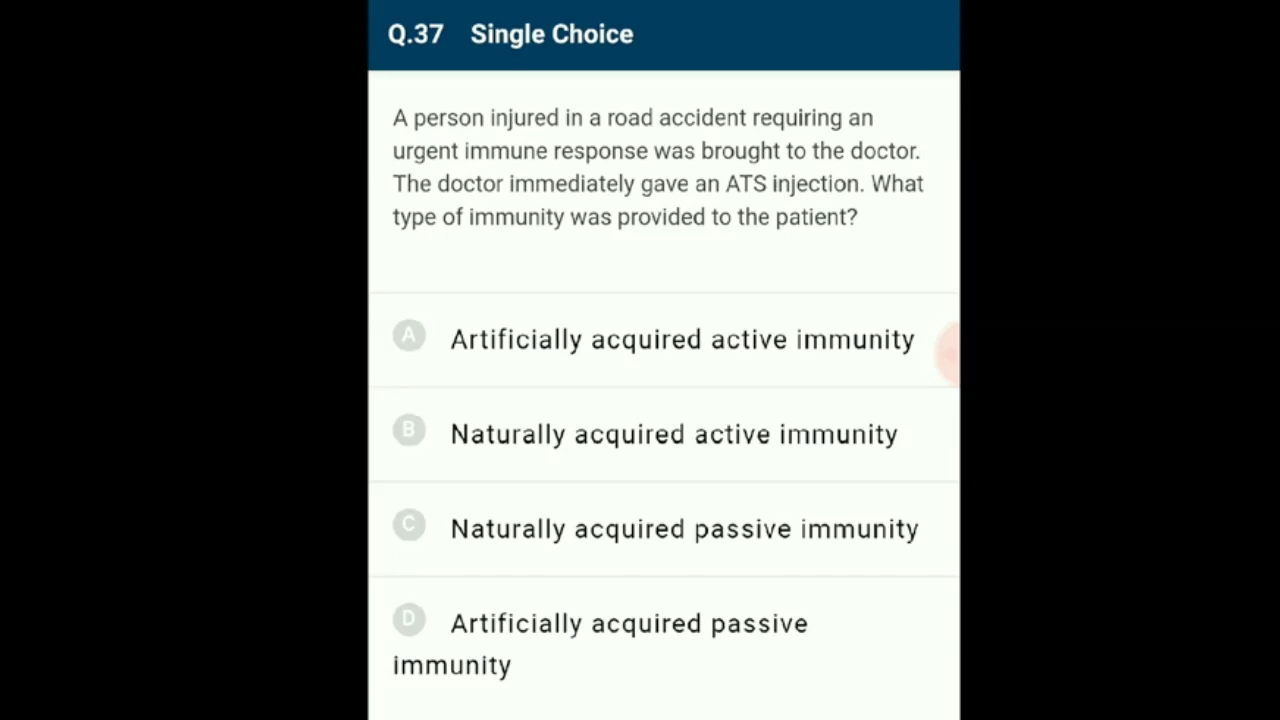 Q.37 Single Choice
A person injured in a road accident requiring an
urgent immune response was brought to the doctor.
The doctor immediately gave an ATS injection. What
type of immunity was provided to the patient?
A Artificially acquired active immunity
B Naturally acquired active immunity
C Naturally acquired passive immunity
D Artificially acquired passive
immunity